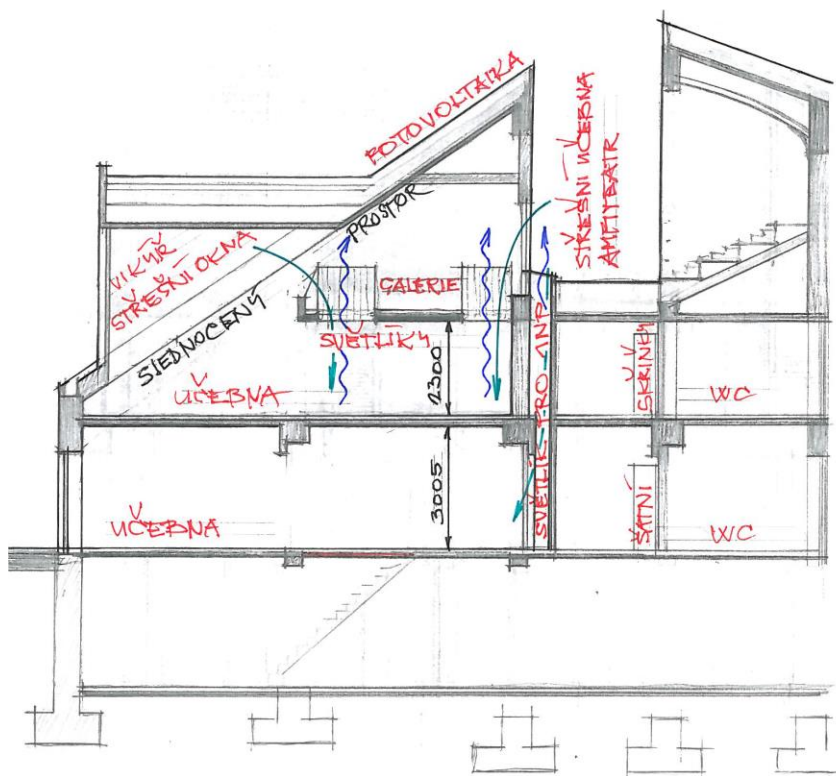 FOTOVOLTAIKA
STŘEŠNÍ UČEBNA
AMFITEÁTR
VIKÝŘ
STŘEŠNÍ OKNA
SJEDNOCENÝ
PROSTOR
GALERIE
SVĚTLÍKY
UČEBNA
2300
SVĚTLÍK PRO 1NP
SKŘÍNĚ
WC
UČEBNA
3005
ŠATNÍ
WC